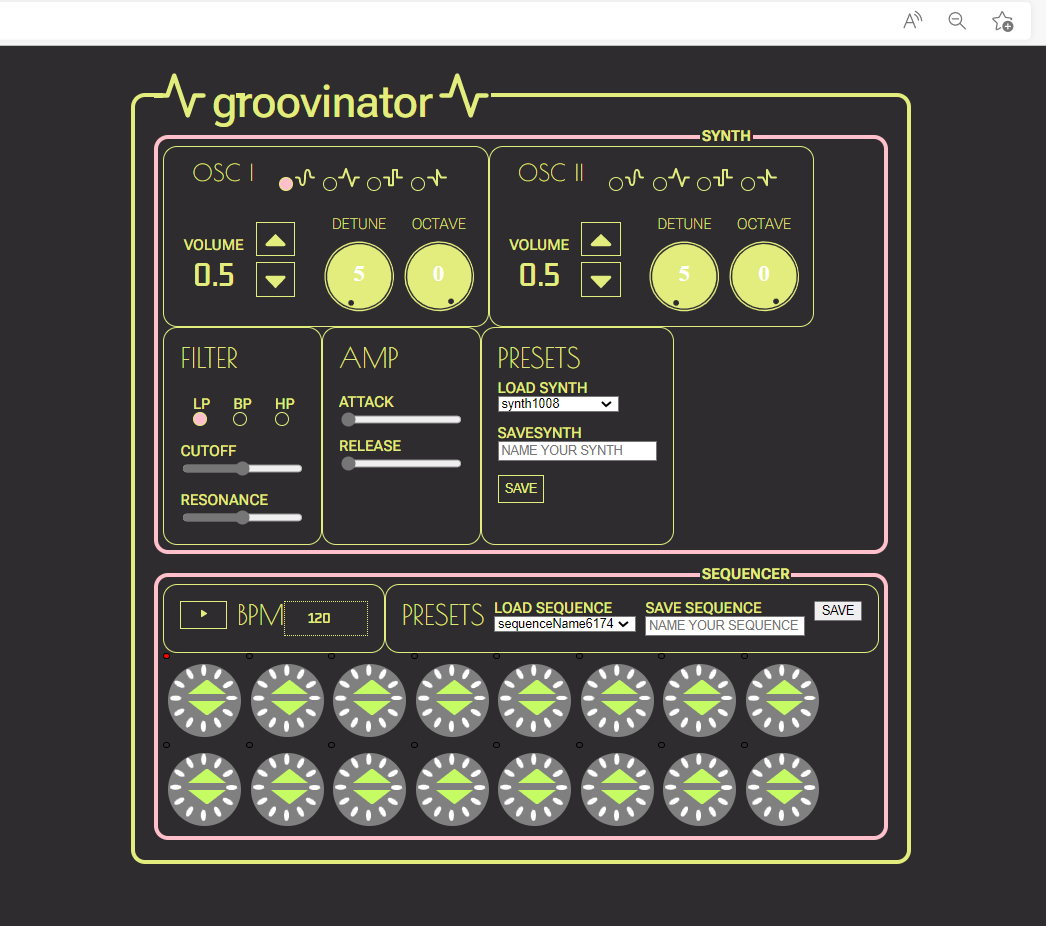 groovinator
SYNTH
OSC I
OSC II
DETUNE OCTAVE
DETUNE OCTAVE
VOLUME
0.5
5
0
VOLUME
0.5
5
0
FILTER
LP BP HP
CUTOFF
RESONANCE
AMP
ATTACK
RELEASE
PRESETS
LOAD SYNTH
synth1008
SAVESYNTH
NAME YOUR SYNTH
SAVE
SEQUENCER
BPM 120
PRESETS
LOAD SEQUENCE
sequenceName6174
SAVE SEQUENCE
NAME YOUR SEQUENCE
SAVE